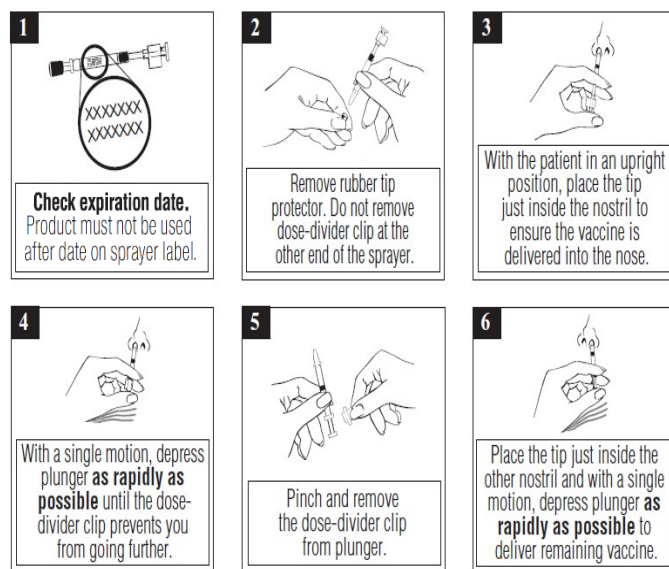 1
XXXXXXX
XXXXXXX
Check expiration date.
Product must not be used
after date on sprayer label.
2
Remove rubber tip
protector. Do not remove
dose-divider clip at the
other end of the sprayer.
3
With the patient in an upright
position, place the tip
just inside the nostril to
ensure the vaccine is
delivered into the nose.
4
With a single motion, depress
plunger as rapidly as
possible until the dose-
divider clip prevents you
from going further.
5
Pinch and remove
the dose-divider clip
from plunger.
6
Place the tip just inside the
other nostril and with a single
motion, depress plunger as
rapidly as possible to
deliver remaining vaccine.